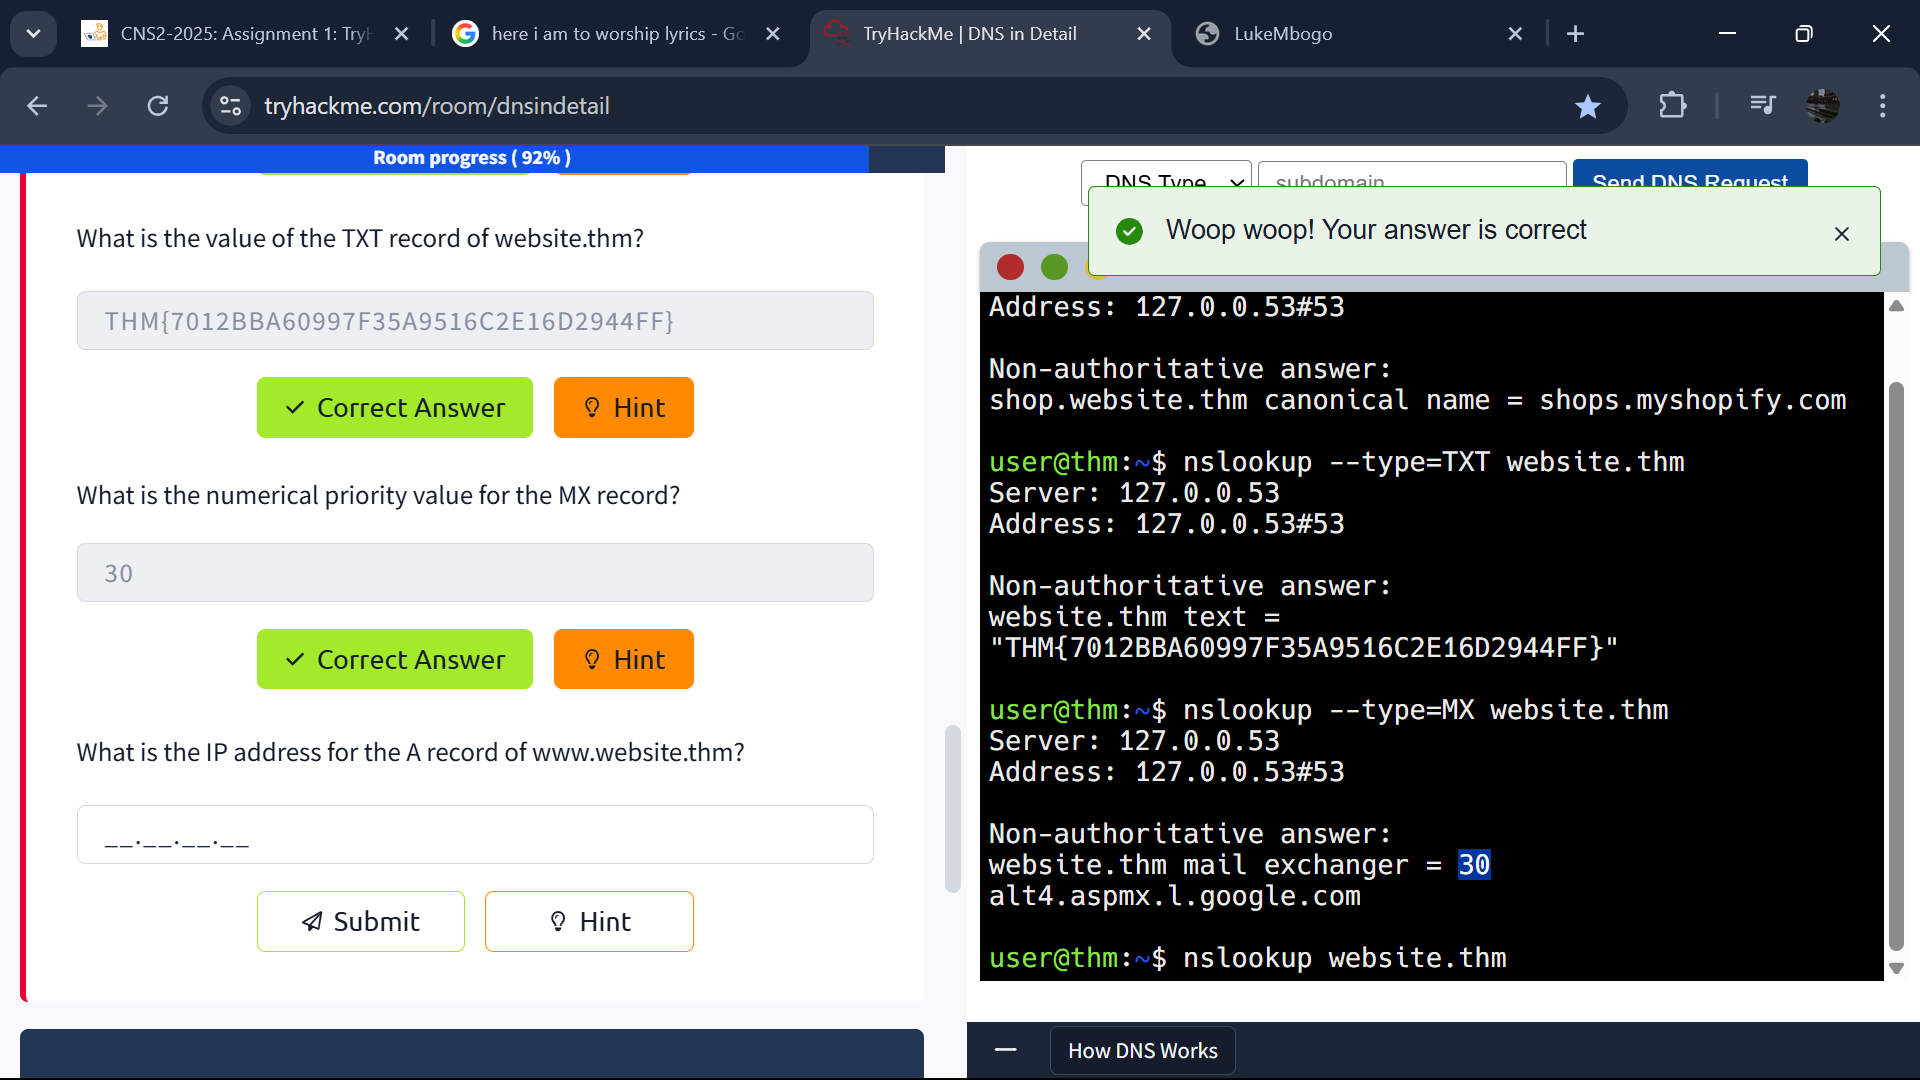 CNS2-2025: Assignment 1: Try
here i am to worship lyrics - Go
TryHackMe | DNS in Detail
LukeMbogo
tryhackme.com/room/dnsindetail
Room progress ( 92% )
What is the value of the TXT record of website.thm?
THM{7012BBA60997F35A9516C2E16D2944FF}
Correct Answer
Hint
What is the numerical priority value for the MX record?
30
Correct Answer
Hint
What is the IP address for the A record of www.website.thm?
__.__.__.__
Submit
Hint
DNS Type
subdomain
Send DNS Request
Woop woop! Your answer is correct
Address: 127.0.0.53#53
Non-authoritative answer:
shop.website.thm canonical name = shops.myshopify.com
user@thm:~$ nslookup --type=TXT website.thm
Server: 127.0.0.53
Address: 127.0.0.53#53
Non-authoritative answer:
website.thm text =
"THM{7012BBA60997F35A9516C2E16D2944FF}"
user@thm:~$ nslookup --type=MX website.thm
Server: 127.0.0.53
Address: 127.0.0.53#53
Non-authoritative answer:
website.thm mail exchanger = 30
alt4.aspmx.l.google.com
user@thm:~$ nslookup website.thm
How DNS Works